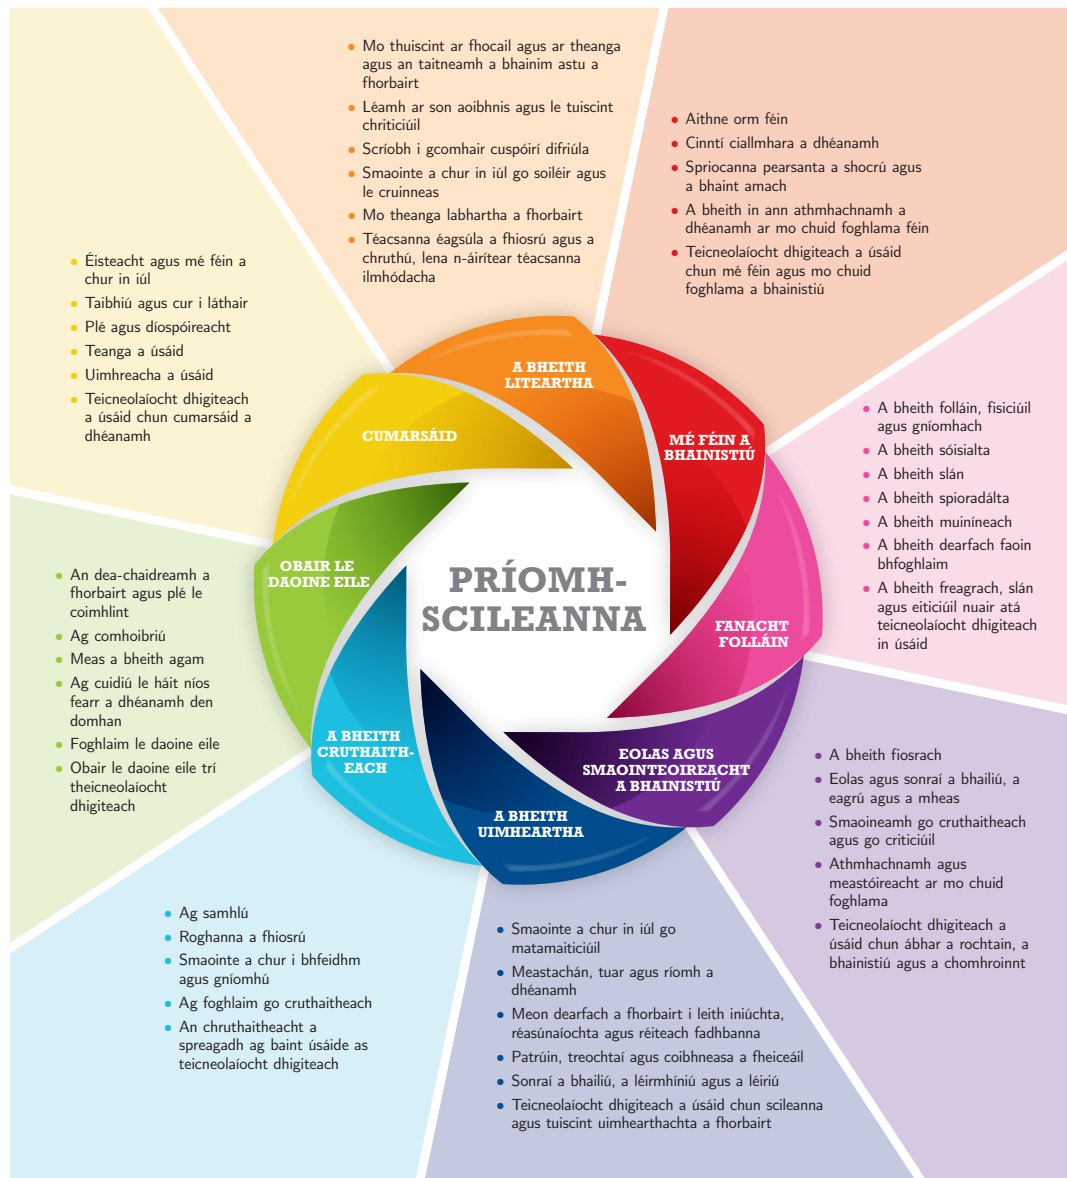 • Mo thuiscint ar fhocail agus ar theanga
agus an taitneamh a bhainim astu a
fhorbairt
• Léamh ar son aoibhnis agus le tuiscint
chriticiúil
• Scríobh i gcomhair cuspóirí difriúla
• Smaointe a chur in iúl go soiléir agus
le cruinneas
• Mo theanga labhartha a fhorbairt
• Téacsanna éagsúla a fhiosrú agus a
chruthú, lena n-áirítear téacsanna
ilmhódacha
• Aithne orm féin
• Cinntí ciallmhara a dhéanamh
• Spriocanna pearsanta a shocrú agus
a bhaint amach
• A bheith in ann athmhachnamh a
dhéanamh ar mo chuid foghlama féin
• Teicneolaíocht dhigiteach a úsáid
chun mé féin agus mo chuid
foghlama a bhainistiú
• Éisteacht agus mé féin a
chur in iúl
• Taibhiú agus cur i láthair
• Plé agus díospóireacht
• Teanga a úsáid
• Uimhreacha a úsáid
• Teicneolaíocht dhigiteach
a úsáid chun cumarsáid a
dhéanamh
A BHEITH
LITEARTHA
CUMARSÁID
MÉ FÉIN A
BHAINISTIÚ
• A bheith folláin, fisiciúil
agus gníomhach
• A bheith sóisialta
• A bheith slán
• A bheith spioradálta
• A bheith muiníneach
• A bheith dearfach faoin
bhfoghlaim
• A bheith freagrach, slán
agus eiticiúil nuair atá
teicneolaíocht dhigiteach
in úsáid
OBAIR LE
DAOINE EILE
PRÍOMH-
SCILEANNA
FANACHT
FOLLÁIN
• An dea-chaidreamh a
fhorbairt agus plé le
coimhlint
• Ag comhoibriú
• Meas a bheith agam
• Ag cuidiú le háit níos
fearr a dhéanamh den
domhan
• Foghlaim le daoine eile
• Obair le daoine eile trí
theicneolaíocht
dhigiteach
A BHEITH
CRUTHAITH-
EACH
EOLAS AGUS
SMAOINTEOIREACHT
A BHAINISTIÚ
A BHEITH
UIMHEARTHA
• A bheith fiosrach
• Eolas agus sonraí a bhailiú, a
eagrú agus a mheas
• Smaoineamh go cruthaitheach
agus go criticiúil
• Athmhachnamh agus
meastóireacht ar mo chuid
foghlama
• Teicneolaíocht dhigiteach a
úsáid chun ábhar a rochtain, a
bhainistiú agus a chomhroinnt
• Ag samhlú
• Roghanna a fhiosrú
• Smaointe a chur i bhfeidhm
agus gníomhú
• Ag foghlaim go cruthaitheach
• An chruthaitheacht a
spreagadh ag baint úsáide as
teicneolaíocht dhigiteach
• Smaointe a chur in iúl go
matamaiticiúil
• Meastachán, tuar agus ríomh a
dhéanamh
• Meon dearfach a fhorbairt i leith iniúchta,
réasúnaíochta agus réiteach fadhbanna
• Patrúin, treochtaí agus coibhneasa a fheiceáil
• Sonraí a bhailiú, a léirmhíniú agus a léiriú
• Teicneolaíocht dhigiteach a úsáid chun scileanna
agus tuiscint uimhearthachta a fhorbairt